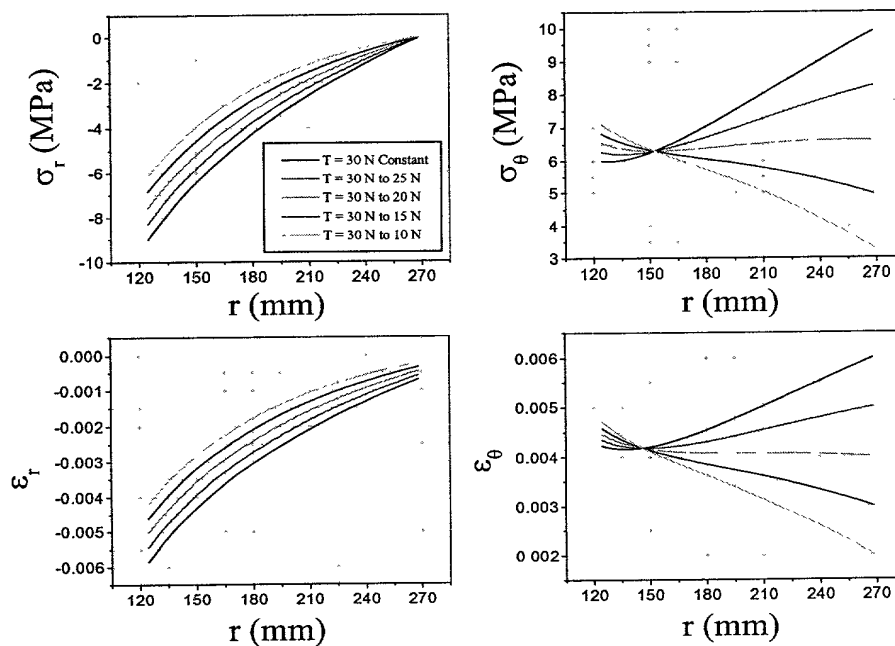 0
-2
-4
-6
-8
-10
σr (MPa)
T = 30 N Constant
T = 30 N to 25 N
T = 30 N to 20 N
T = 30 N to 15 N
T = 30 N to 10 N
120 150 180 210 240 270
r (mm)
10
9
8
7
6
5
4
3
σθ (MPa)
120 150 180 210 240 270
r (mm)
0.000
-0.001
-0.002
-0.003
-0.004
-0.005
-0.006
εr
120 150 180 210 240 270
r (mm)
0.006
0.005
0.004
0.003
0 002
εθ
120 150 180 210 240 270
r (mm)